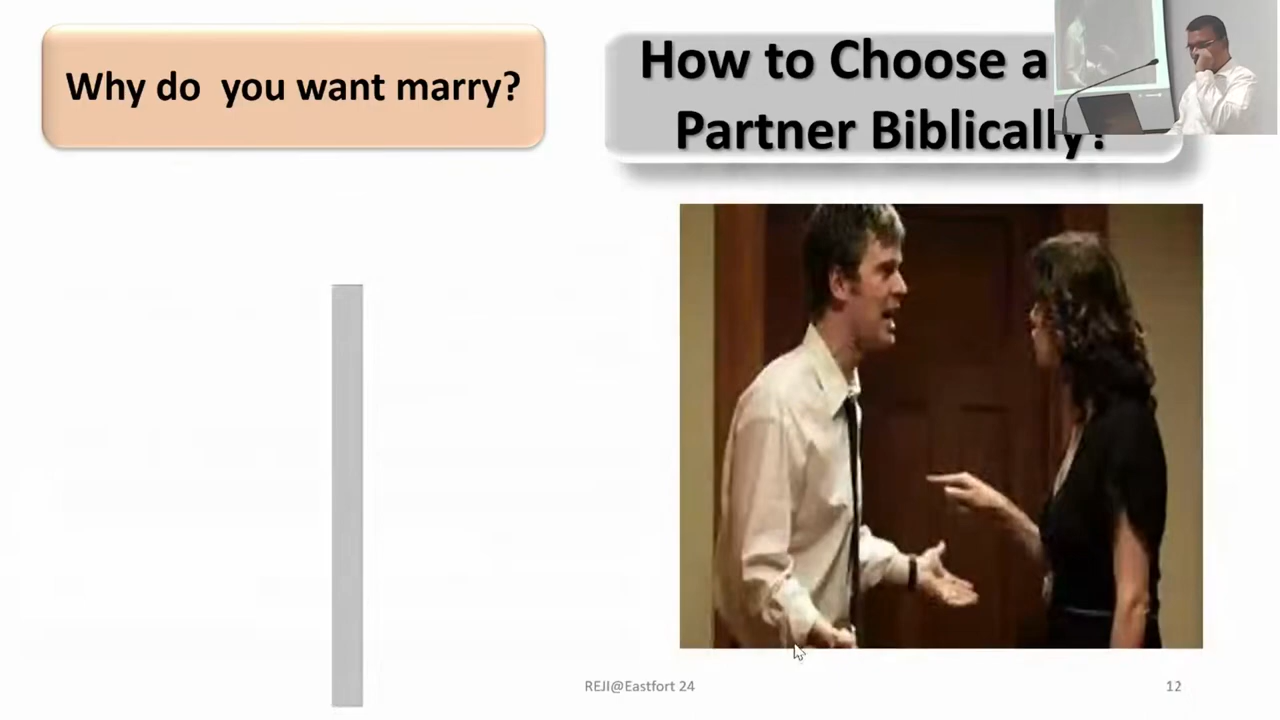 Why do you want marry?
How to Choose a
Partner Biblically?
REJI@Eastfort 24
12